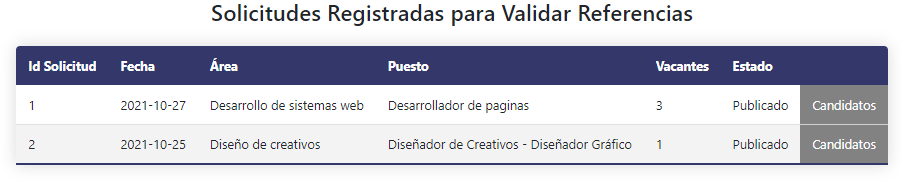 Solicitudes Registradas para Validar Referencias
Id Solicitud Fecha Área Puesto Vacantes Estado
1 2021-10-27 Desarrollo de sistemas web Desarrollador de paginas 3 Publicado Candidatos
2 2021-10-25 Diseño de creativos Diseñador de Creativos - Diseñador Gráfico 1 Publicado Candidatos